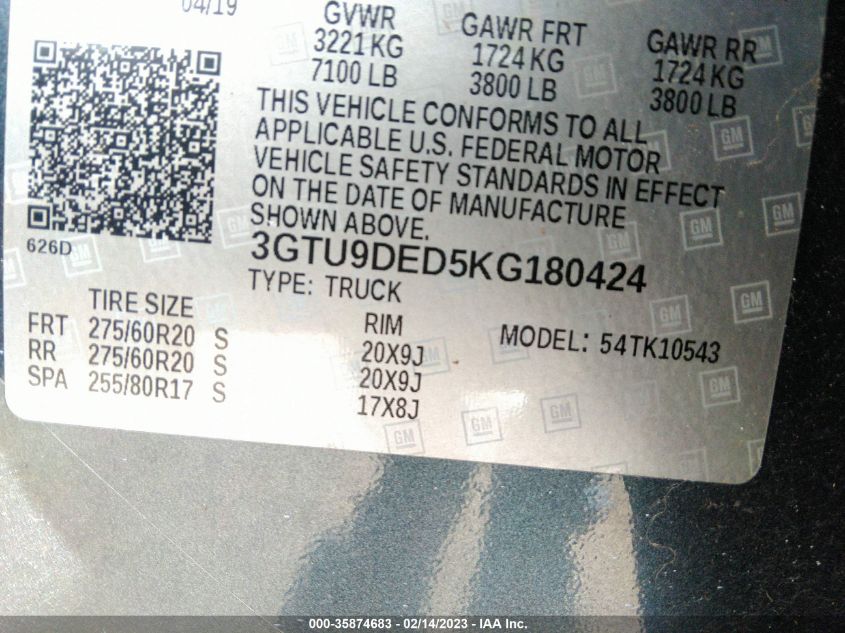 04/19
GVWR
3221 KG
7100 LB
GAWR FRT
1724 KG
3800 LB
GAWR RR
1724 KG
3800 LB
THIS VEHICLE CONFORMS TO ALL
APPLICABLE U.S. FEDERAL MOTOR
VEHICLE SAFETY STANDARDS IN EFFECT
ON THE DATE OF MANUFACTURE
SHOWN ABOVE.
626D
3GTU9DED5KG180424
TYPE: TRUCK
TIRE SIZE
RIM
MODEL: 54TK10543
FRT 275/60R20 S 20X9J
RR 275/60R20 S 20X9J
SPA 255/80R17 S 17X8J
GM
000-35874683 - 02/14/2023 - IAA Inc.